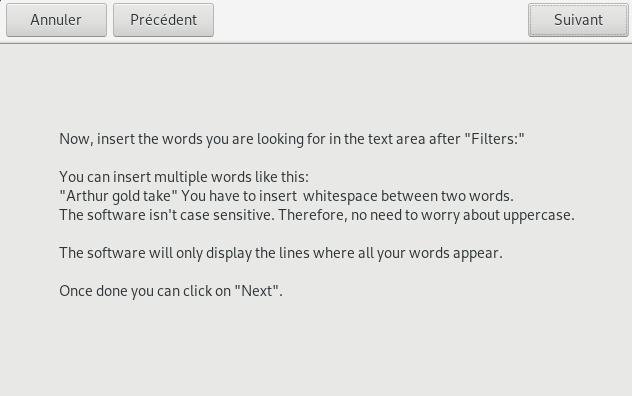 Annuler Précédent Suivant
Now, insert the words you are looking for in the text area after "Filters:"
You can insert multiple words like this:
"Arthur gold take" You have to insert  whitespace between two words.
The software isn't case sensitive. Therefore, no need to worry about uppercase.
The software will only display the lines where all your words appear.
Once done you can click on "Next".